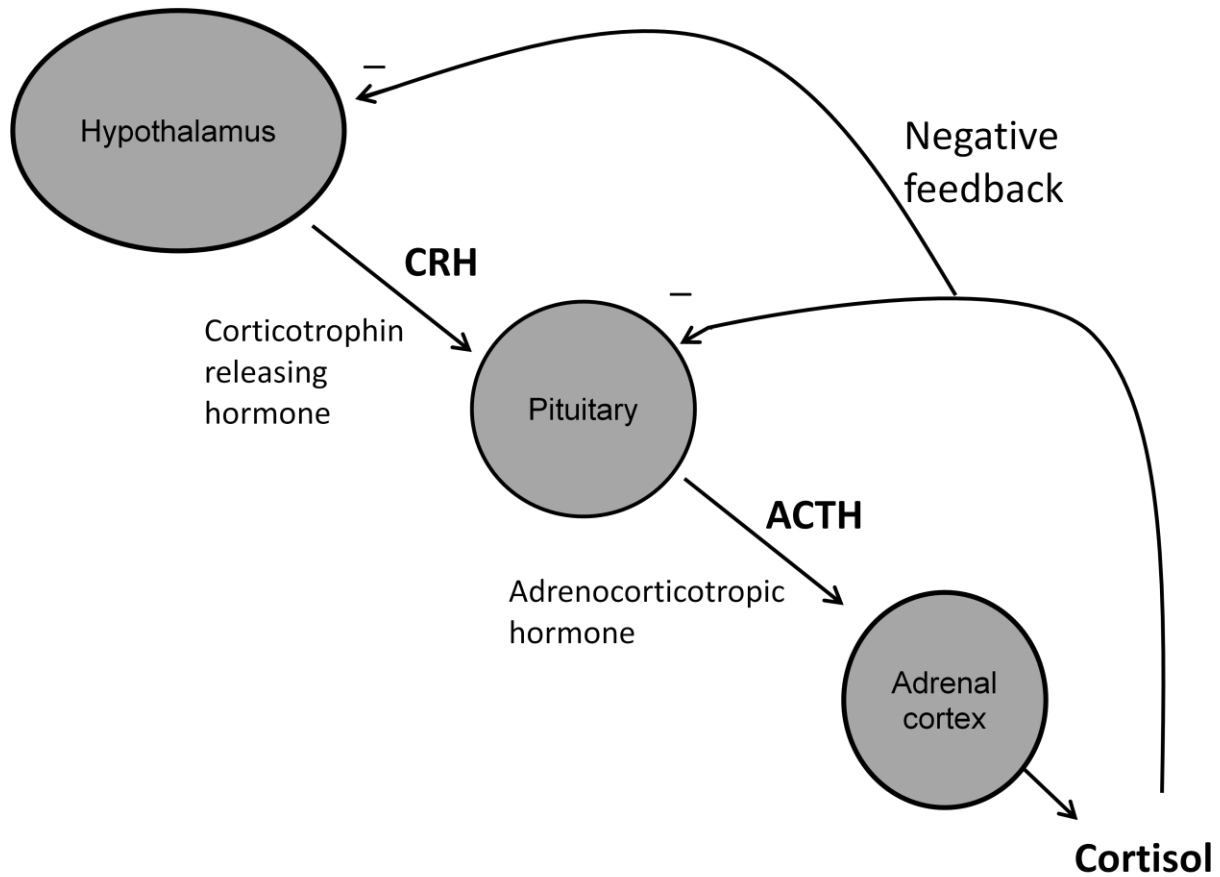 –
Hypothalamus
Negative
feedback
CRH
–
Corticotrophin
releasing
hormone
Pituitary
ACTH
Adrenocorticotropic
hormone
Adrenal
cortex
Cortisol